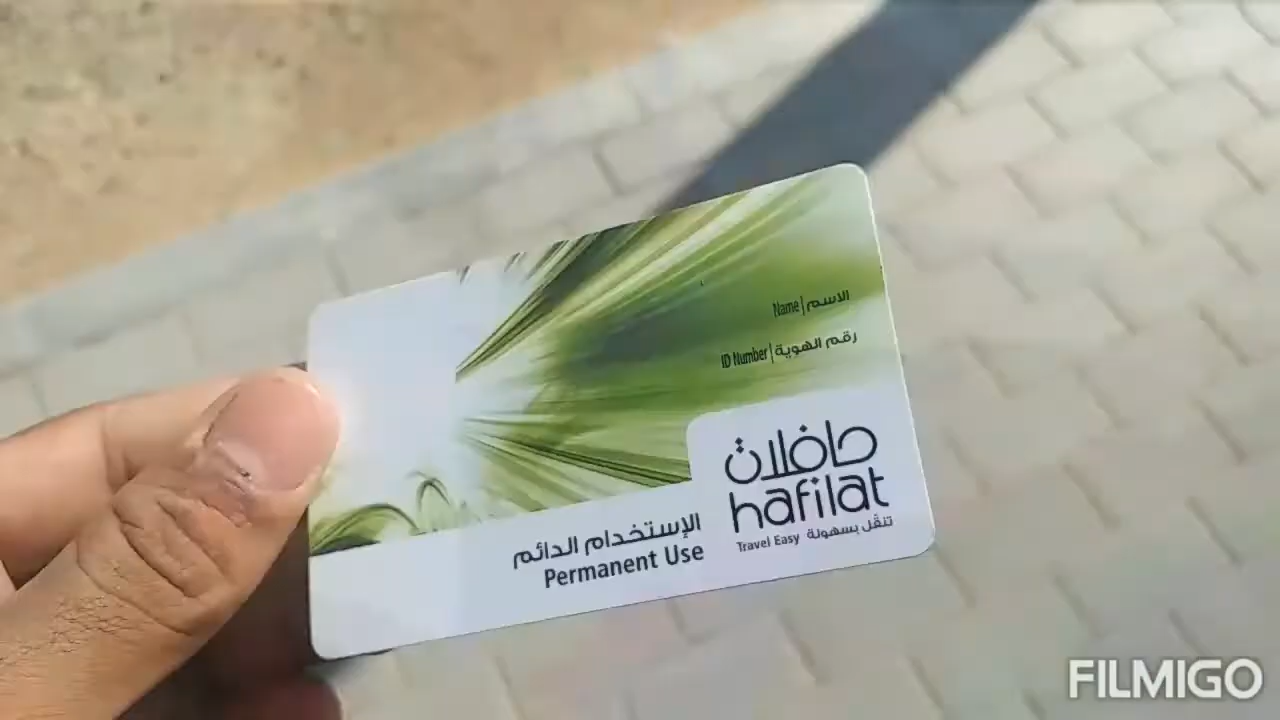 Name | الاسم
ID Number | رقم الهوية
حافلات
hafilat
Travel Easy تنقّل بسهولة
الإستخدام الدائم
Permanent Use
FILMIGO